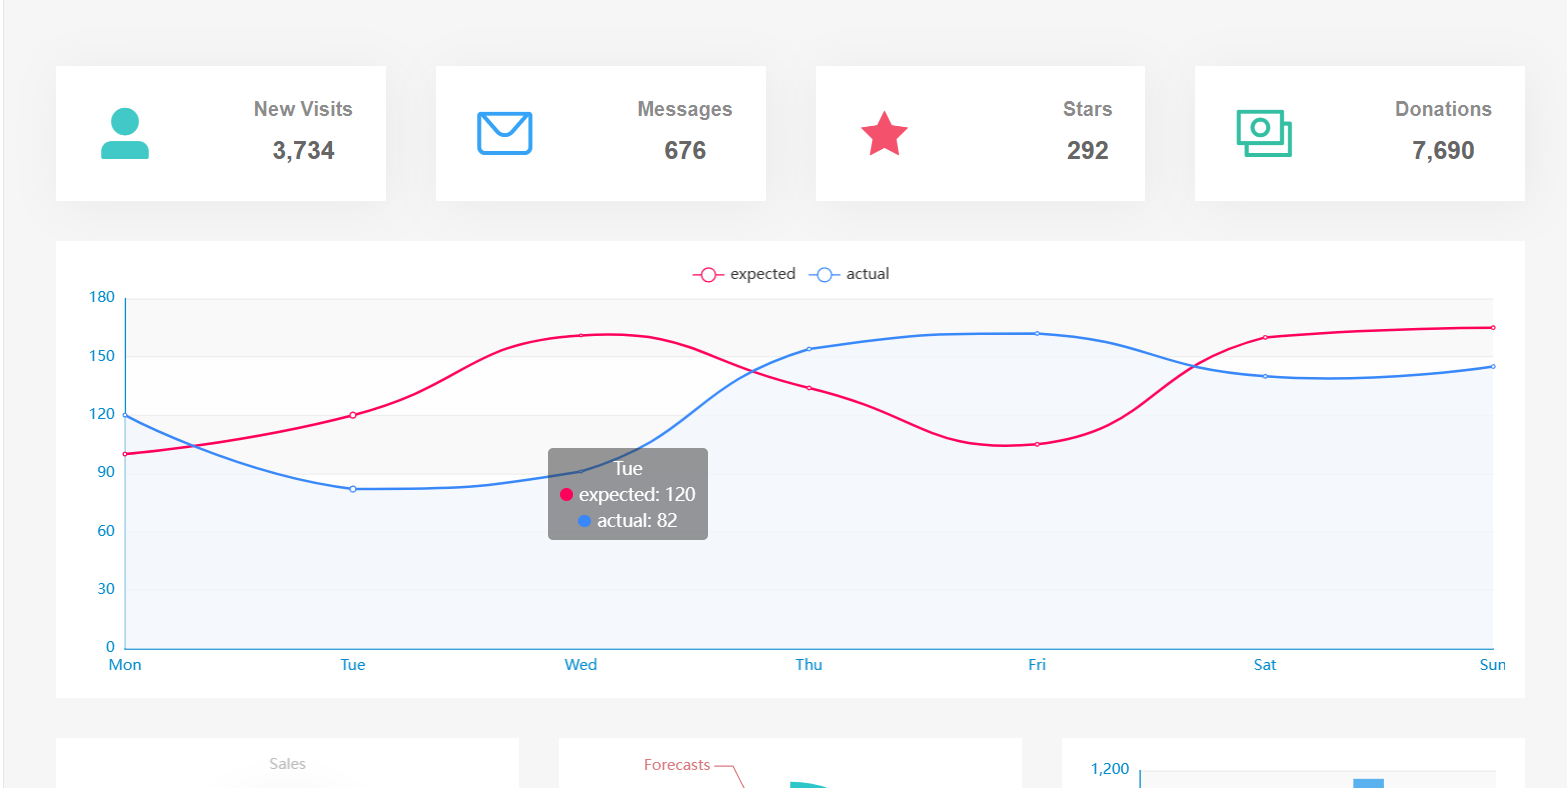 New Visits
3,734
Messages
676
Stars
292
Donations
7,690
expected actual
180
150
120
90
60
30
0
Mon Tue Wed Thu Fri Sat Sun
Tue
expected: 120
actual: 82
Sales
Forecasts
1,200